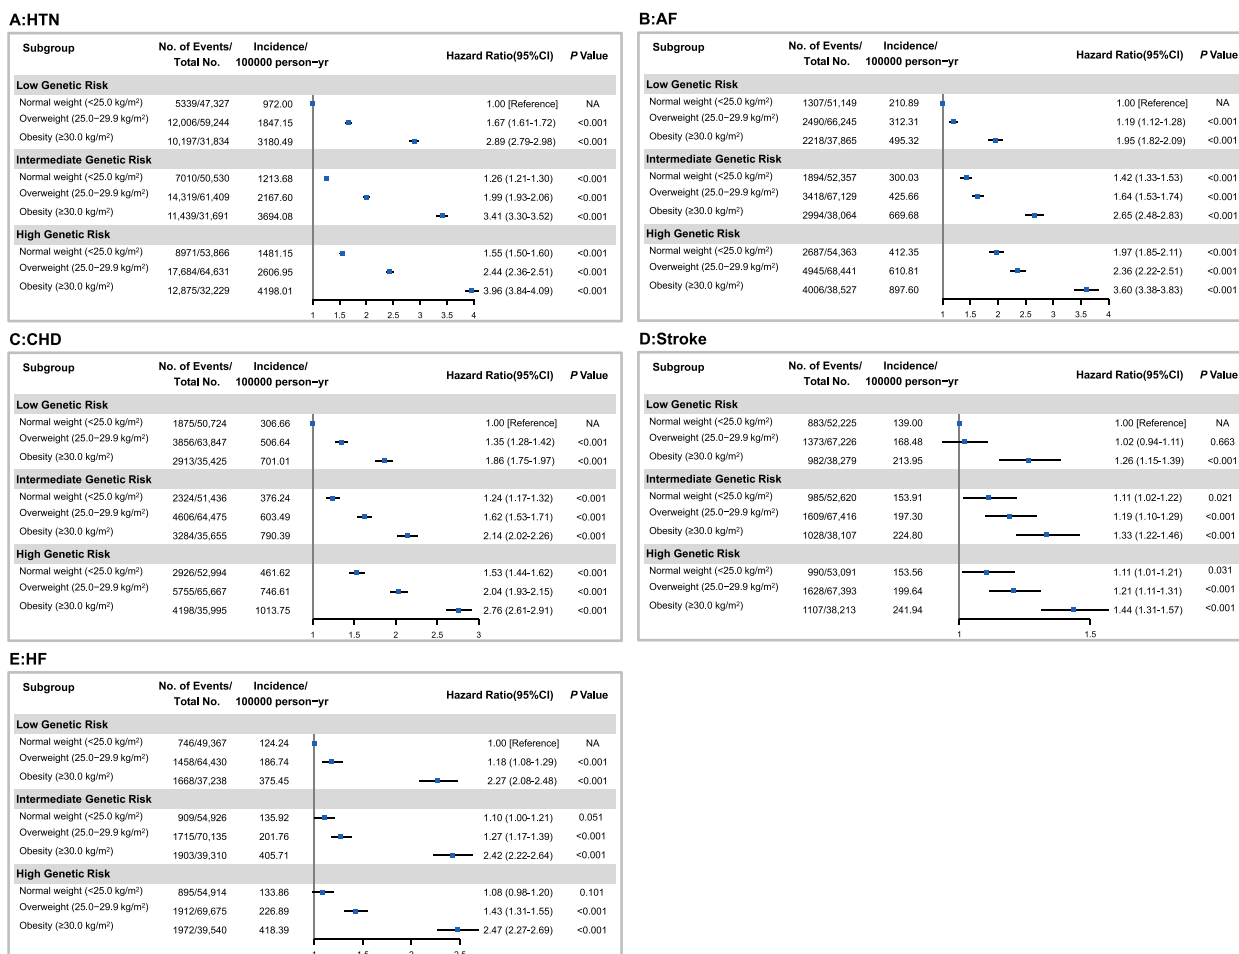 A:HTN
Subgroup No. of Events/ Incidence/ Hazard Ratio(95%CI) P Value
Total No. 100000 person−yr
Low Genetic Risk
Normal weight (<25.0 kg/m²) 5339/47,327 972.00 1.00 [Reference] NA
Overweight (25.0−29.9 kg/m²) 12,006/59,244 1847.15 1.67 (1.61-1.72) <0.001
Obesity (≥30.0 kg/m²) 10,197/31,834 3180.49 2.89 (2.79-2.98) <0.001
Intermediate Genetic Risk
Normal weight (<25.0 kg/m²) 7010/50,530 1213.68 1.26 (1.21-1.30) <0.001
Overweight (25.0−29.9 kg/m²) 14,319/61,409 2167.60 1.99 (1.93-2.06) <0.001
Obesity (≥30.0 kg/m²) 11,439/31,691 3694.08 3.41 (3.30-3.52) <0.001
High Genetic Risk
Normal weight (<25.0 kg/m²) 8971/53,866 1481.15 1.55 (1.50-1.60) <0.001
Overweight (25.0−29.9 kg/m²) 17,684/64,631 2606.95 2.44 (2.36-2.51) <0.001
Obesity (≥30.0 kg/m²) 12,875/32,229 4198.01 3.96 (3.84-4.09) <0.001
1 1.5 2 2.5 3 3.5 4
B:AF
Subgroup No. of Events/ Incidence/ Hazard Ratio(95%CI) P Value
Total No. 100000 person−yr
Low Genetic Risk
Normal weight (<25.0 kg/m²) 1307/51,149 210.89 1.00 [Reference] NA
Overweight (25.0−29.9 kg/m²) 2490/66,245 312.31 1.19 (1.12-1.28) <0.001
Obesity (≥30.0 kg/m²) 2218/37,865 495.32 1.95 (1.82-2.09) <0.001
Intermediate Genetic Risk
Normal weight (<25.0 kg/m²) 1894/52,357 300.03 1.42 (1.33-1.53) <0.001
Overweight (25.0−29.9 kg/m²) 3418/67,129 425.66 1.64 (1.53-1.74) <0.001
Obesity (≥30.0 kg/m²) 2994/38,064 669.68 2.65 (2.48-2.83) <0.001
High Genetic Risk
Normal weight (<25.0 kg/m²) 2687/54,363 412.35 1.97 (1.85-2.11) <0.001
Overweight (25.0−29.9 kg/m²) 4945/68,441 610.81 2.36 (2.22-2.51) <0.001
Obesity (≥30.0 kg/m²) 4006/38,527 897.60 3.60 (3.38-3.83) <0.001
1 1.5 2 2.5 3 3.5 4
C:CHD
Subgroup No. of Events/ Incidence/ Hazard Ratio(95%CI) P Value
Total No. 100000 person−yr
Low Genetic Risk
Normal weight (<25.0 kg/m²) 1875/50,724 306.66 1.00 [Reference] NA
Overweight (25.0−29.9 kg/m²) 3856/63,847 506.64 1.35 (1.28-1.42) <0.001
Obesity (≥30.0 kg/m²) 2913/35,425 701.01 1.86 (1.75-1.97) <0.001
Intermediate Genetic Risk
Normal weight (<25.0 kg/m²) 2324/51,436 376.24 1.24 (1.17-1.32) <0.001
Overweight (25.0−29.9 kg/m²) 4606/64,475 603.49 1.62 (1.53-1.71) <0.001
Obesity (≥30.0 kg/m²) 3284/35,655 790.39 2.14 (2.02-2.26) <0.001
High Genetic Risk
Normal weight (<25.0 kg/m²) 2926/52,994 461.62 1.53 (1.44-1.62) <0.001
Overweight (25.0−29.9 kg/m²) 5755/65,667 746.61 2.04 (1.93-2.15) <0.001
Obesity (≥30.0 kg/m²) 4198/35,995 1013.75 2.76 (2.61-2.91) <0.001
1 1.5 2 2.5 3
D:Stroke
Subgroup No. of Events/ Incidence/ Hazard Ratio(95%CI) P Value
Total No. 100000 person−yr
Low Genetic Risk
Normal weight (<25.0 kg/m²) 883/52,225 139.00 1.00 [Reference] NA
Overweight (25.0−29.9 kg/m²) 1373/67,226 168.48 1.02 (0.94-1.11) 0.663
Obesity (≥30.0 kg/m²) 982/38,279 213.95 1.26 (1.15-1.39) <0.001
Intermediate Genetic Risk
Normal weight (<25.0 kg/m²) 985/52,620 153.91 1.11 (1.02-1.22) 0.021
Overweight (25.0−29.9 kg/m²) 1609/67,416 197.30 1.19 (1.10-1.29) <0.001
Obesity (≥30.0 kg/m²) 1028/38,107 224.80 1.33 (1.22-1.46) <0.001
High Genetic Risk
Normal weight (<25.0 kg/m²) 990/53,091 153.56 1.11 (1.01-1.21) 0.031
Overweight (25.0−29.9 kg/m²) 1628/67,393 199.64 1.21 (1.11-1.31) <0.001
Obesity (≥30.0 kg/m²) 1107/38,213 241.94 1.44 (1.31-1.57) <0.001
1 1.5
E:HF
Subgroup No. of Events/ Incidence/ Hazard Ratio(95%CI) P Value
Total No. 100000 person−yr
Low Genetic Risk
Normal weight (<25.0 kg/m²) 746/49,367 124.24 1.00 [Reference] NA
Overweight (25.0−29.9 kg/m²) 1458/64,430 186.74 1.18 (1.08-1.29) <0.001
Obesity (≥30.0 kg/m²) 1668/37,238 375.45 2.27 (2.08-2.48) <0.001
Intermediate Genetic Risk
Normal weight (<25.0 kg/m²) 909/54,926 135.92 1.10 (1.00-1.21) 0.051
Overweight (25.0−29.9 kg/m²) 1715/70,135 201.76 1.27 (1.17-1.39) <0.001
Obesity (≥30.0 kg/m²) 1903/39,310 405.71 2.42 (2.22-2.64) <0.001
High Genetic Risk
Normal weight (<25.0 kg/m²) 895/54,914 133.86 1.08 (0.98-1.20) 0.101
Overweight (25.0−29.9 kg/m²) 1912/69,675 226.89 1.43 (1.31-1.55) <0.001
Obesity (≥30.0 kg/m²) 1972/39,540 418.39 2.47 (2.27-2.69) <0.001
1 1.5 2 2.5